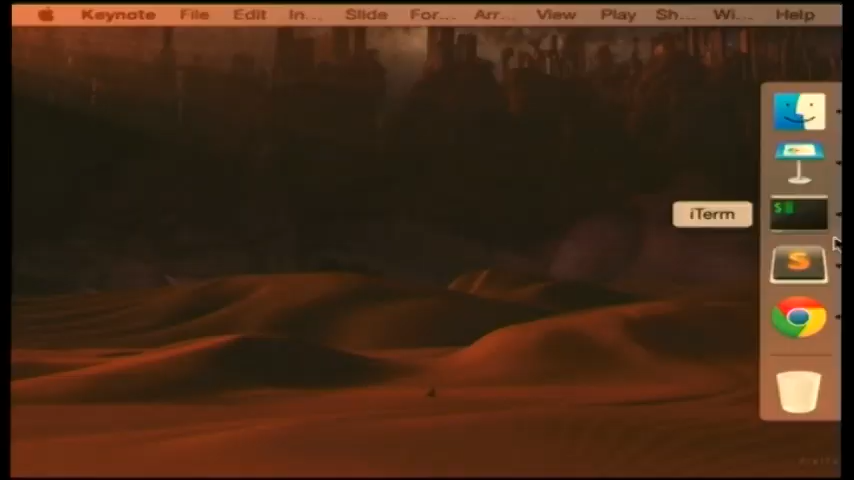 Keynote File Edit In... Slide For... Arr... View Play Sh... Wi... Help
iTerm
$
S